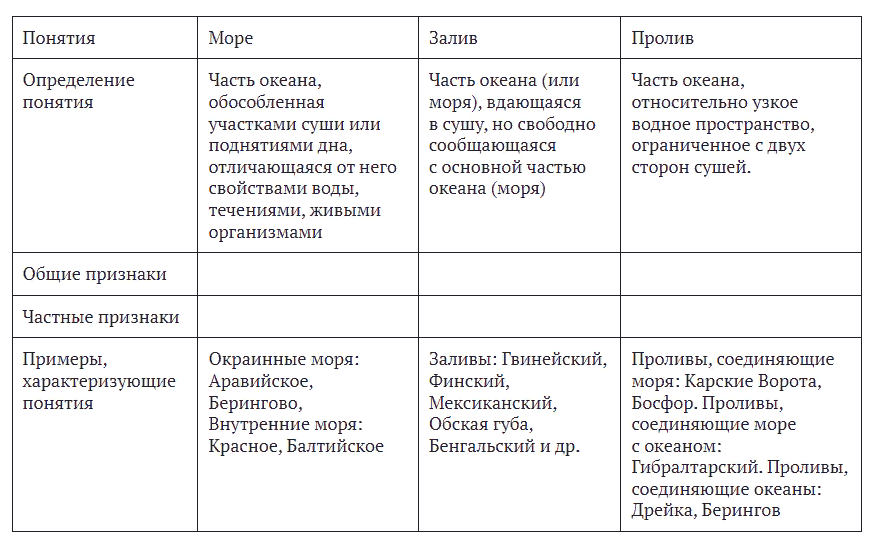 Понятия
Море
Залив
Пролив
Определение
понятия
Часть океана,
обособленная
участками суши или
поднятиями дна,
отличающаяся от него
свойствами воды,
течениями, живыми
организмами
Часть океана (или
моря), вдающаяся
в сушу, но свободно
сообщающаяся
с основной частью
океана (моря)
Часть океана,
относительно узкое
водное пространство,
ограниченное с двух
сторон сушей.
Общие признаки
Частные признаки
Примеры,
характеризующие
понятия
Окраинные моря:
Аравийское,
Берингово,
Внутренние моря:
Красное, Балтийское
Заливы: Гвинейский,
Финский,
Мексиканский,
Обская губа,
Бенгальский и др.
Проливы, соединяющие
моря: Карские Ворота,
Босфор. Проливы,
соединяющие море
с океаном:
Гибралтарский. Проливы,
соединяющие океаны:
Дрейка, Берингов